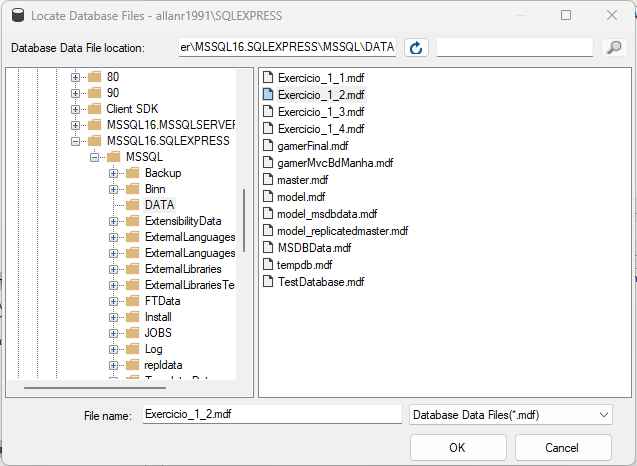 Locate Database Files - allanr1991\SQLEXPRESS
Database Data File location:
er\MSSQL16.SQLEXPRESS\MSSQL\DATA
80
90
Client SDK
MSSQL16.MSSQLSERVER
MSSQL16.SQLEXPRESS
MSSQL
Backup
Binn
DATA
ExtensibilityData
ExternalLanguages
ExternalLanguages
ExternalLibraries
ExternalLibrariesTe
FTData
Install
JOBS
Log
repldata
Exercicio_1_1.mdf
Exercicio_1_2.mdf
Exercicio_1_3.mdf
Exercicio_1_4.mdf
gamerFinal.mdf
gamerMvcBdManha.mdf
master.mdf
model.mdf
model_msdbdata.mdf
model_replicatedmaster.mdf
MSDBData.mdf
tempdb.mdf
TestDatabase.mdf
File name:
Exercicio_1_2.mdf
Database Data Files(*.mdf)
OK
Cancel